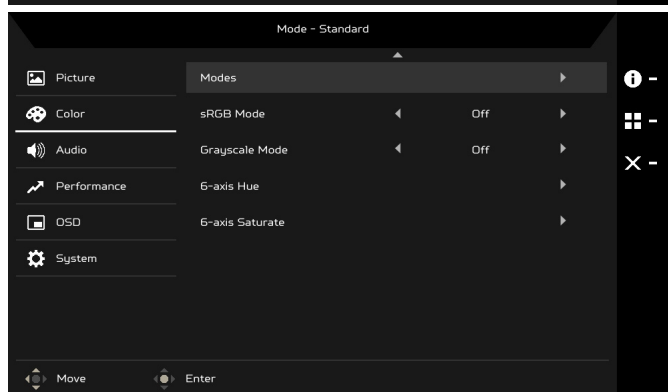 Mode - Standard
Picture
Modes
Color
sRGB Mode Off
Audio
Grayscale Mode Off
Performance
6-axis Hue
OSD
6-axis Saturate
System
Move Enter